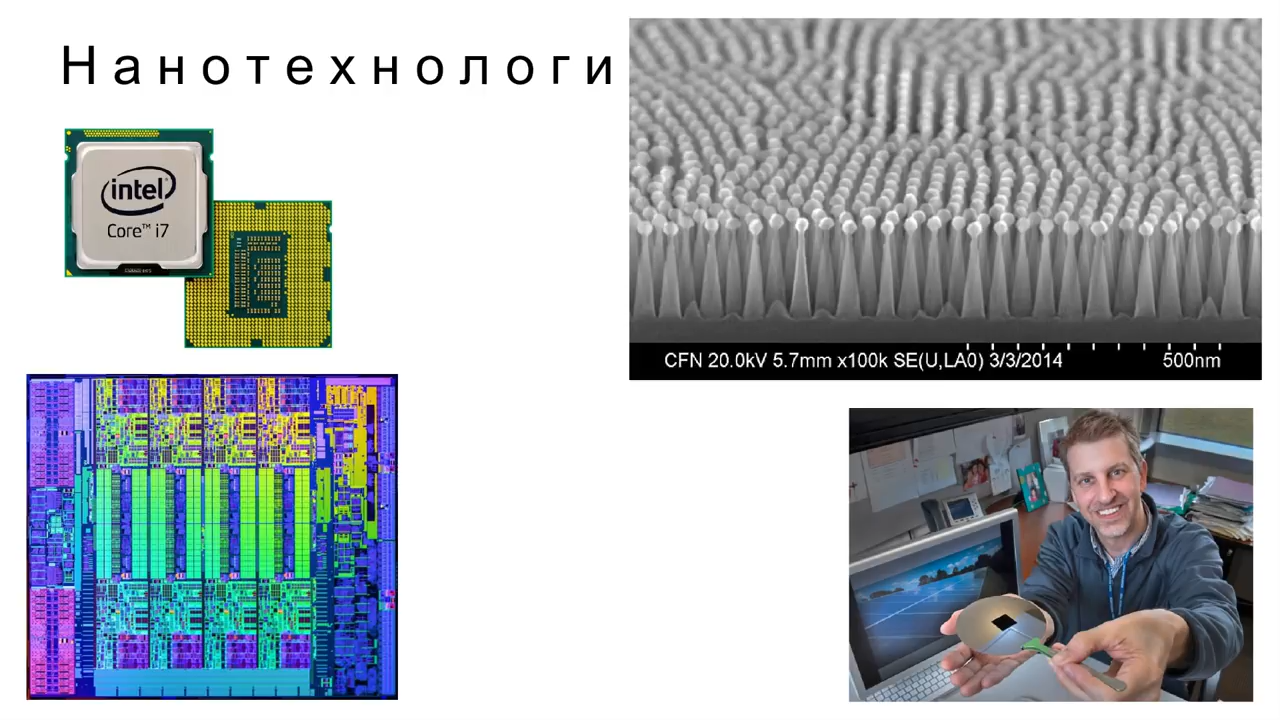 Нанотехнологи
intel
Core™ i7
CFN 20.0kV 5.7mm x100k SE(U,LA0) 3/3/2014 500nm